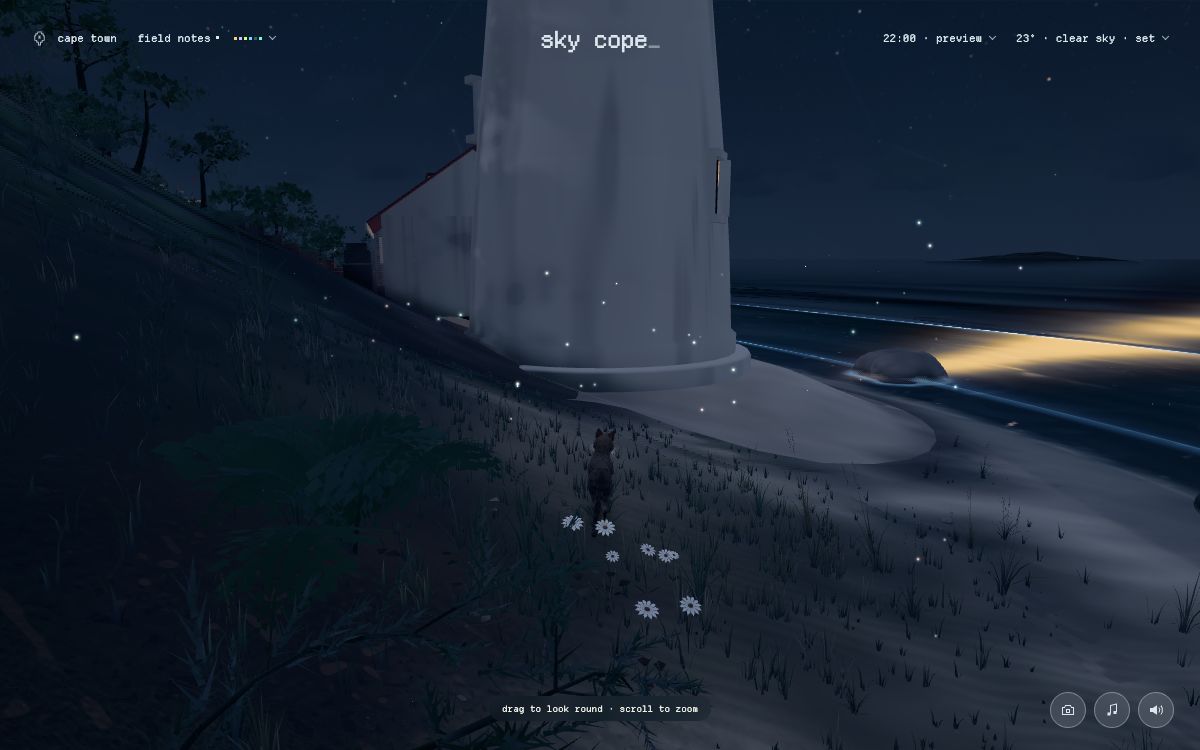 cape town
field notes
sky cope_
22:00 · preview
23° · clear sky · set
drag to look round · scroll to zoom